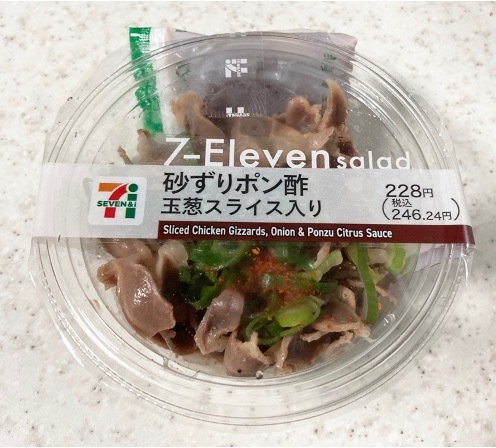 7-Eleven salad
砂ずりポン酢
玉葱スライス入り
228円
(税込
246.24円)
SEVEN&i
Sliced Chicken Gizzards, Onion & Ponzu Citrus Sauce